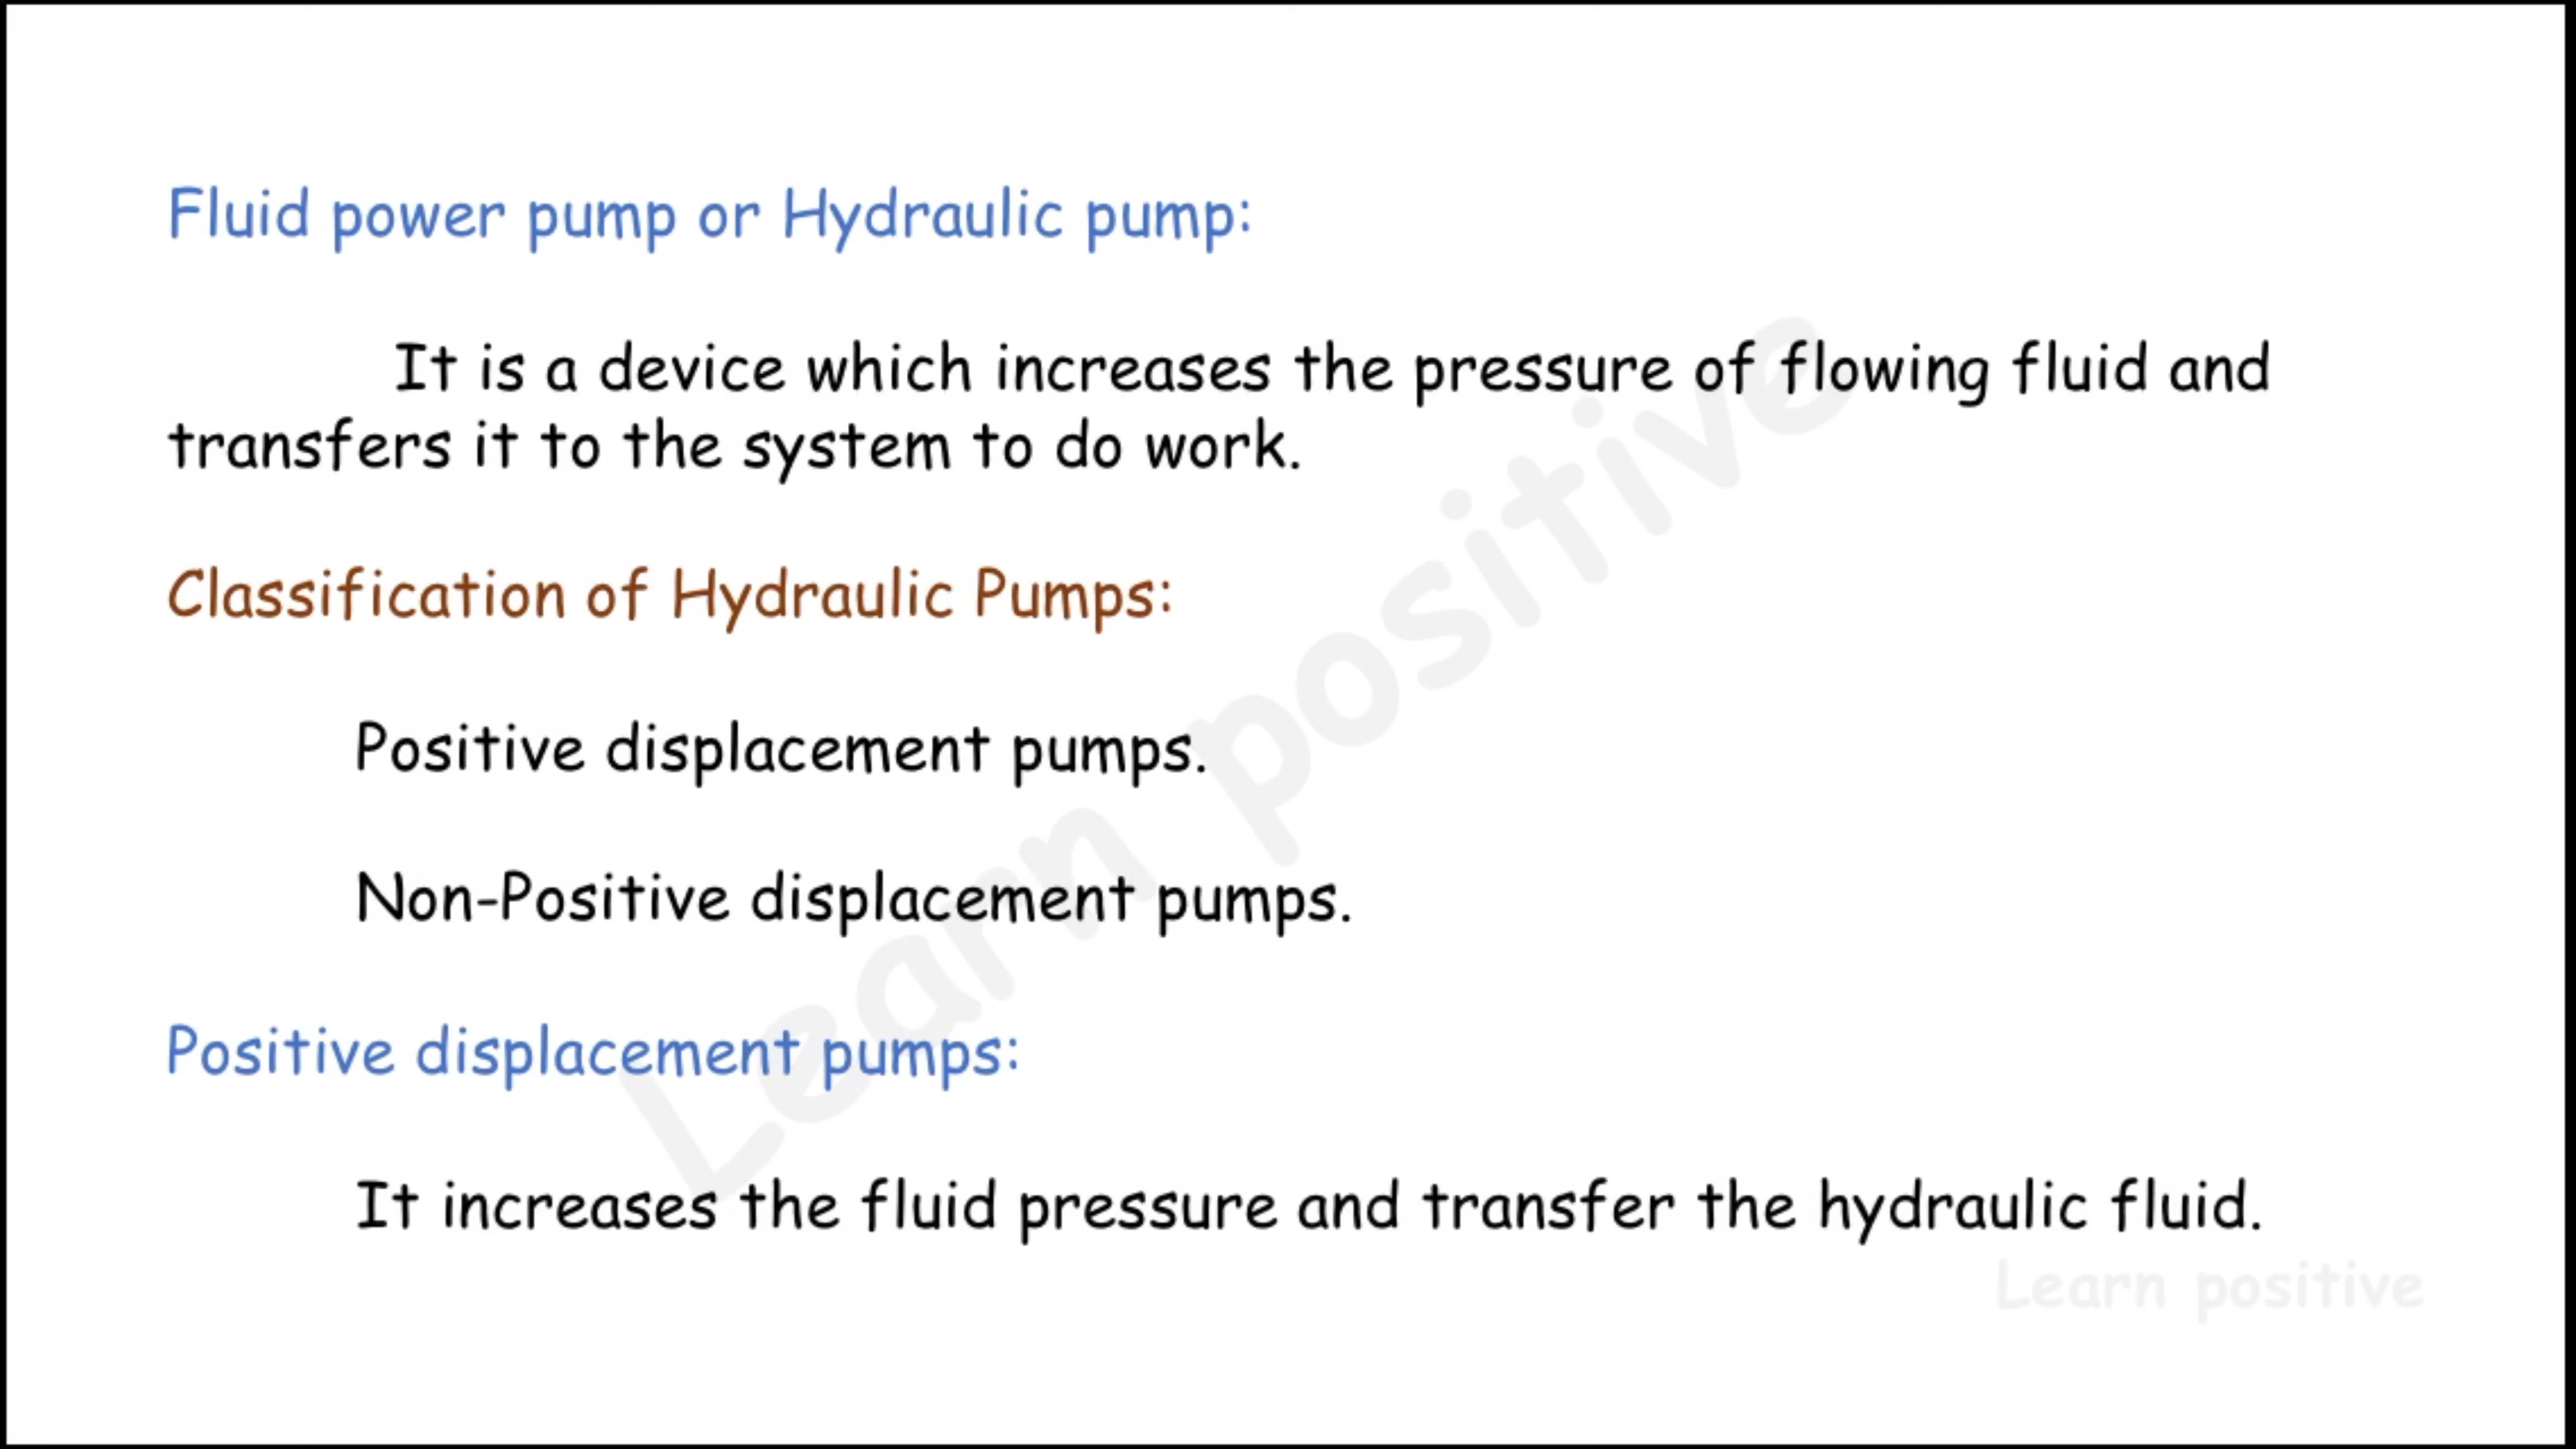 Fluid power pump or Hydraulic pump:
It is a device which increases the pressure of flowing fluid and
transfers it to the system to do work.
Classification of Hydraulic Pumps:
Positive displacement pumps.
Non-Positive displacement pumps.
Positive displacement pumps:
It increases the fluid pressure and transfer the hydraulic fluid.
Learn positive
Learn positive